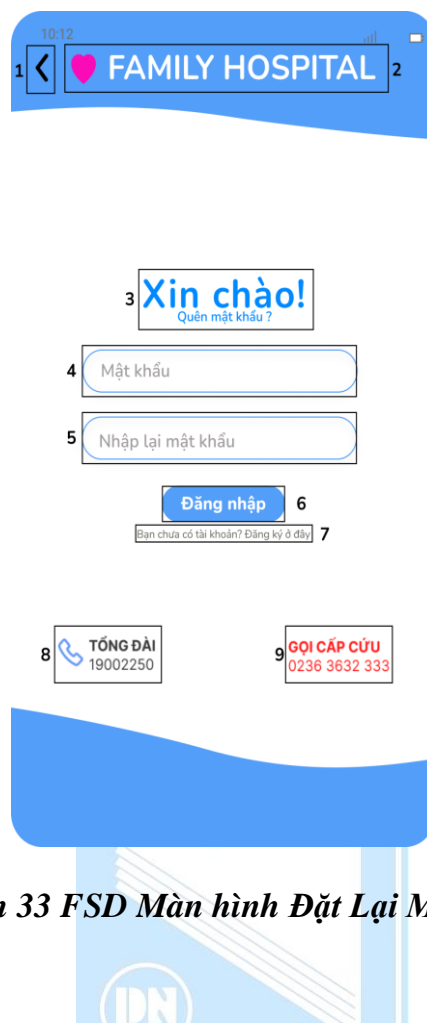 10:12
1 FAMILY HOSPITAL 2
3 Xin chào!
Quên mật khẩu ?
4 Mật khẩu
5 Nhập lại mật khẩu
Đăng nhập 6
Bạn chưa có tài khoản? Đăng ký ở đây 7
8 TỔNG ĐÀI
19002250
9 GỌI CẤP CỨU
0236 3632 333
33 FSD Màn hình Đặt Lại M
DN